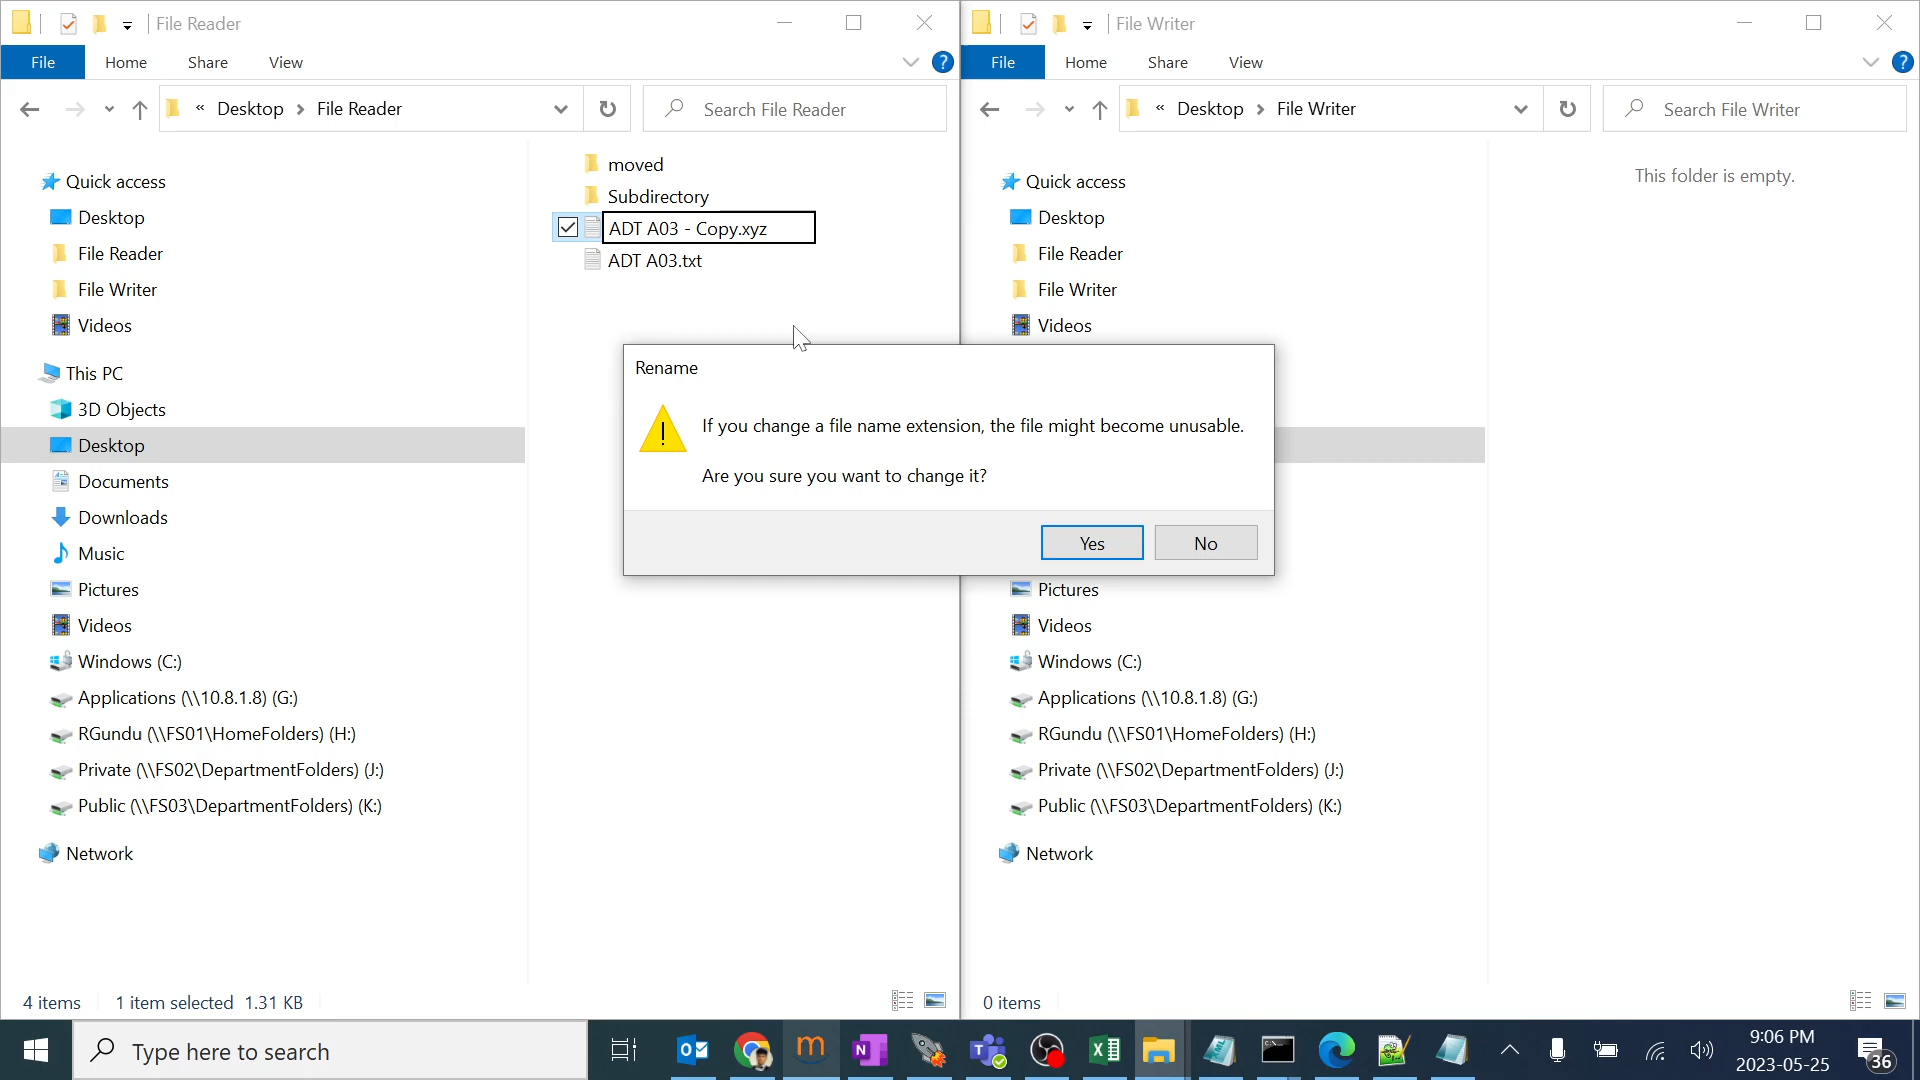 File Reader
File Home Share View
« Desktop > File Reader
Search File Reader
Quick access
Desktop
File Reader
File Writer
Videos
This PC
3D Objects
Desktop
Documents
Downloads
Music
Pictures
Videos
Windows (C:)
Applications (\\10.8.1.8) (G:)
RGundu (\\FS01\HomeFolders) (H:)
Private (\\FS02\DepartmentFolders) (J:)
Public (\\FS03\DepartmentFolders) (K:)
Network
moved
Subdirectory
ADT A03 - Copy.xyz
ADT A03.txt
4 items 1 item selected 1.31 KB
File Writer
File Home Share View
« Desktop > File Writer
Search File Writer
Quick access
Desktop
File Reader
File Writer
Videos
Pictures
Videos
Windows (C:)
Applications (\\10.8.1.8) (G:)
RGundu (\\FS01\HomeFolders) (H:)
Private (\\FS02\DepartmentFolders) (J:)
Public (\\FS03\DepartmentFolders) (K:)
Network
This folder is empty.
0 items
Rename
If you change a file name extension, the file might become unusable.
Are you sure you want to change it?
Yes No
Type here to search
9:06 PM
2023-05-25
36